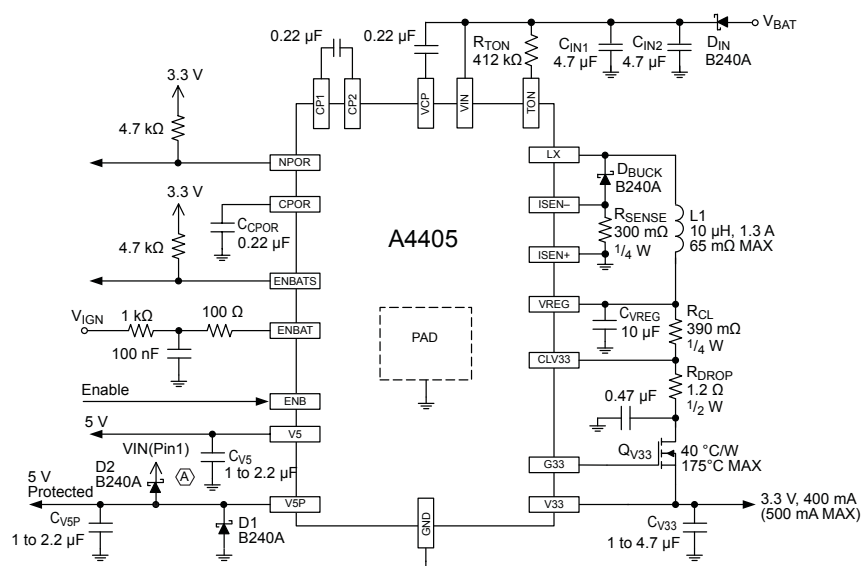 0.22 µF
0.22 µF
RTON
412 kΩ
CIN1
4.7 µF
CIN2
4.7 µF
DIN
B240A
VBAT
3.3 V
4.7 kΩ
CP1
CP2
VCP
VIN
TON
NPOR
LX
DBUCK
B240A
3.3 V
CPOR
CCPOR
0.22 µF
4.7 kΩ
A4405
ISEN–
RSENSE
300 mΩ
1/4 W
L1
10 µH, 1.3 A
65 mΩ MAX
ISEN+
ENBATS
VIGN
1 kΩ
100 Ω
ENBAT
100 nF
PAD
VREG
CVREG
10 µF
RCL
390 mΩ
1/4 W
CLV33
RDROP
1.2 Ω
1/2 W
0.47 µF
Enable
ENB
5 V
V5
VIN(Pin1)
CV5
1 to 2.2 µF
D2
B240A
A
5 V
Protected
V5P
CV5P
1 to 2.2 µF
D1
B240A
GND
G33
QV33
40 °C/W
175°C MAX
V33
3.3 V, 400 mA
(500 mA MAX)
CV33
1 to 4.7 µF